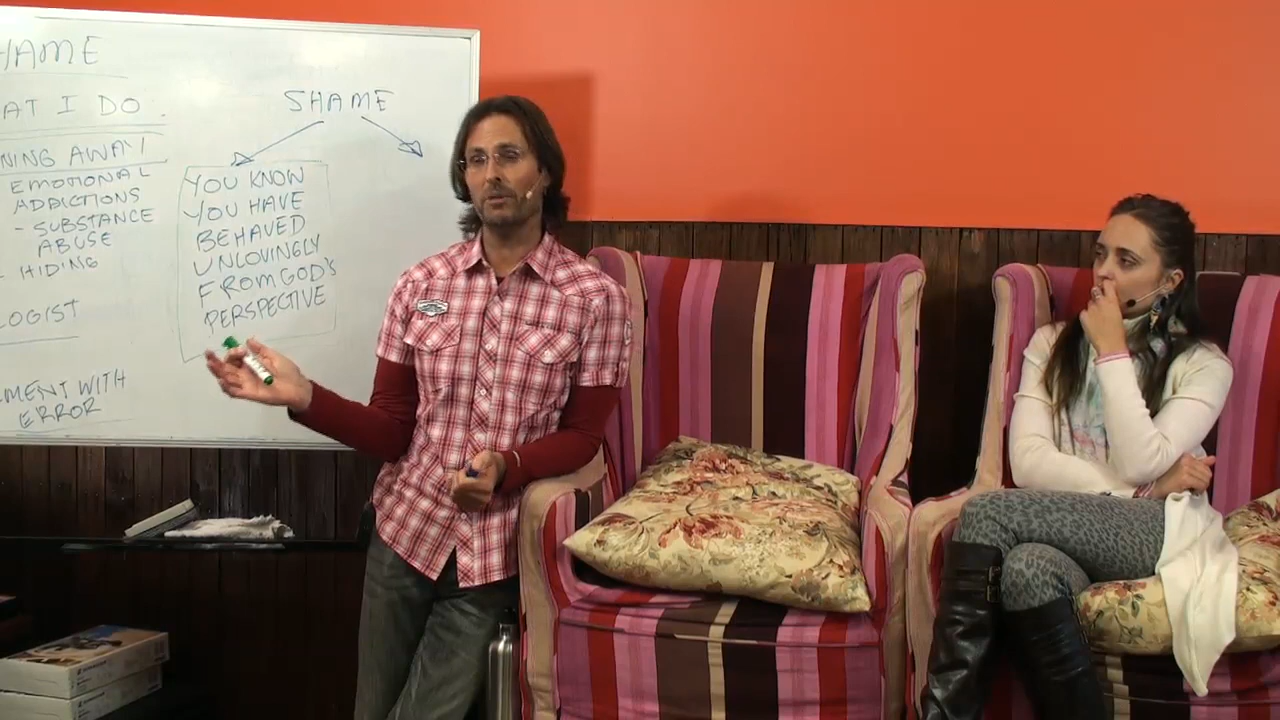 HAME
AT I DO
NING AWAY
EMOTIONAL
ADDICTIONS
- SUBSTANCE
ABUSE
HIDING
LOGIST
MENT WITH
ERROR
SHAME
YOU KNOW
YOU HAVE
BEHAVED
UNLOVINGLY
FROM GOD'S
PERSPECTIVE